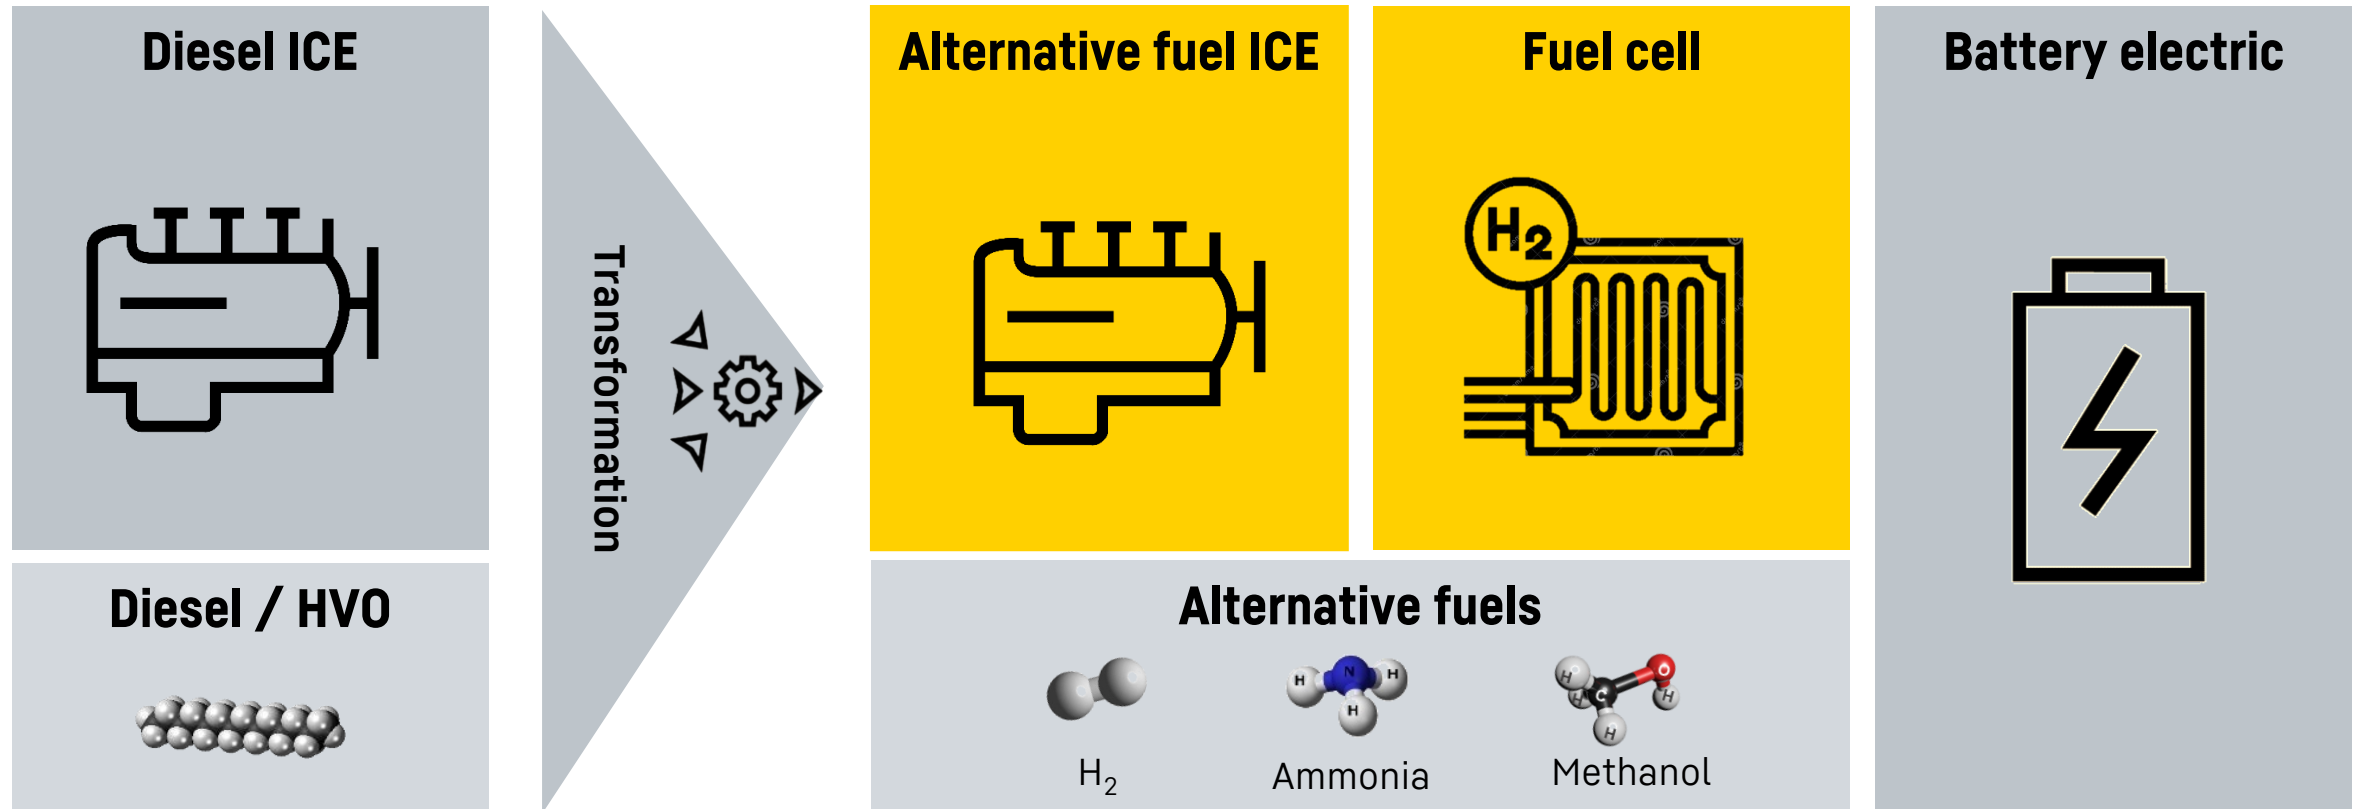 Diesel ICE
Diesel / HVO
Transformation
Alternative fuel ICE
Fuel cell
H2
Battery electric
Alternative fuels
H₂
H
N
H
H
Ammonia
H
H
C
O
H
H
Methanol